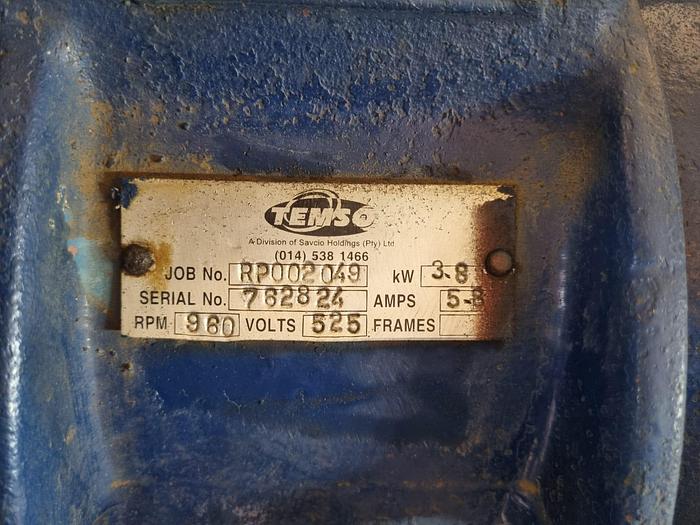 TEMSO
A Division of Savcio Holdings (Pty) Ltd
(014) 538 1466
JOB No. RP002049 kW 3-8
SERIAL No. 762824 AMPS 5-8
RPM 960 VOLTS 525 FRAMES